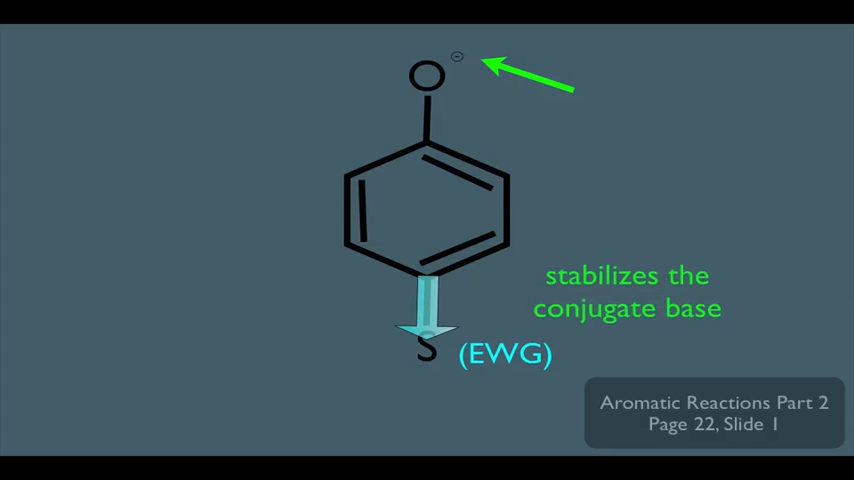 O ⊖
stabilizes the
conjugate base
S (EWG)
Aromatic Reactions Part 2
Page 22, Slide 1